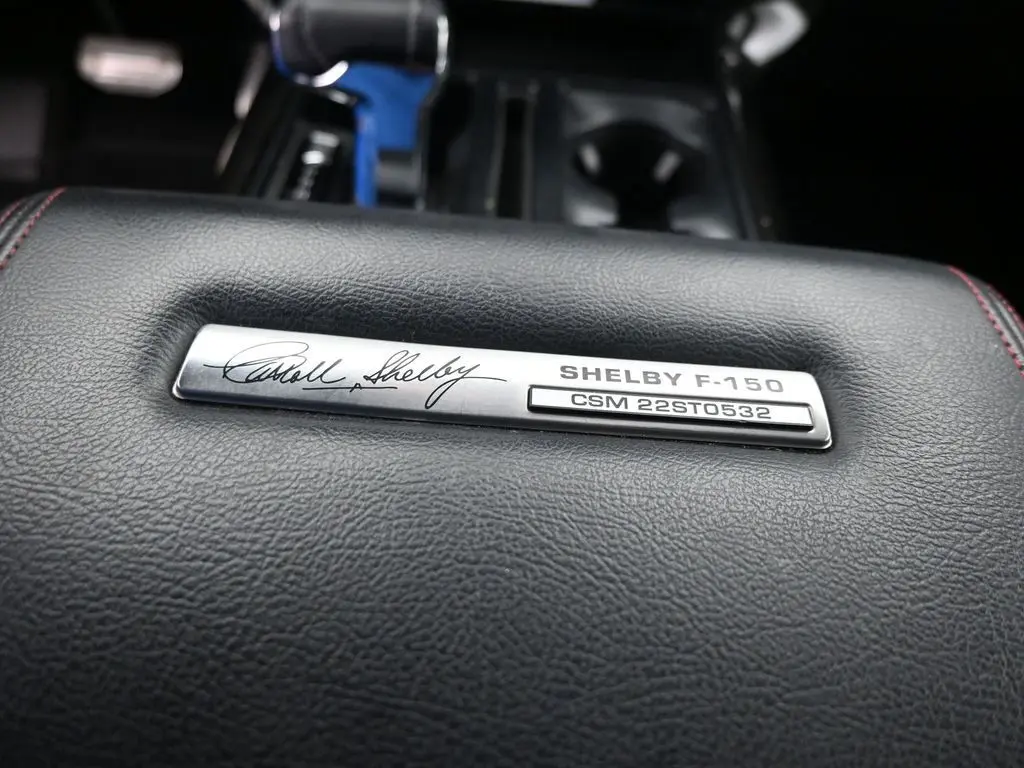 Carroll Shelby
SHELBY F-150
CSM 22ST0532